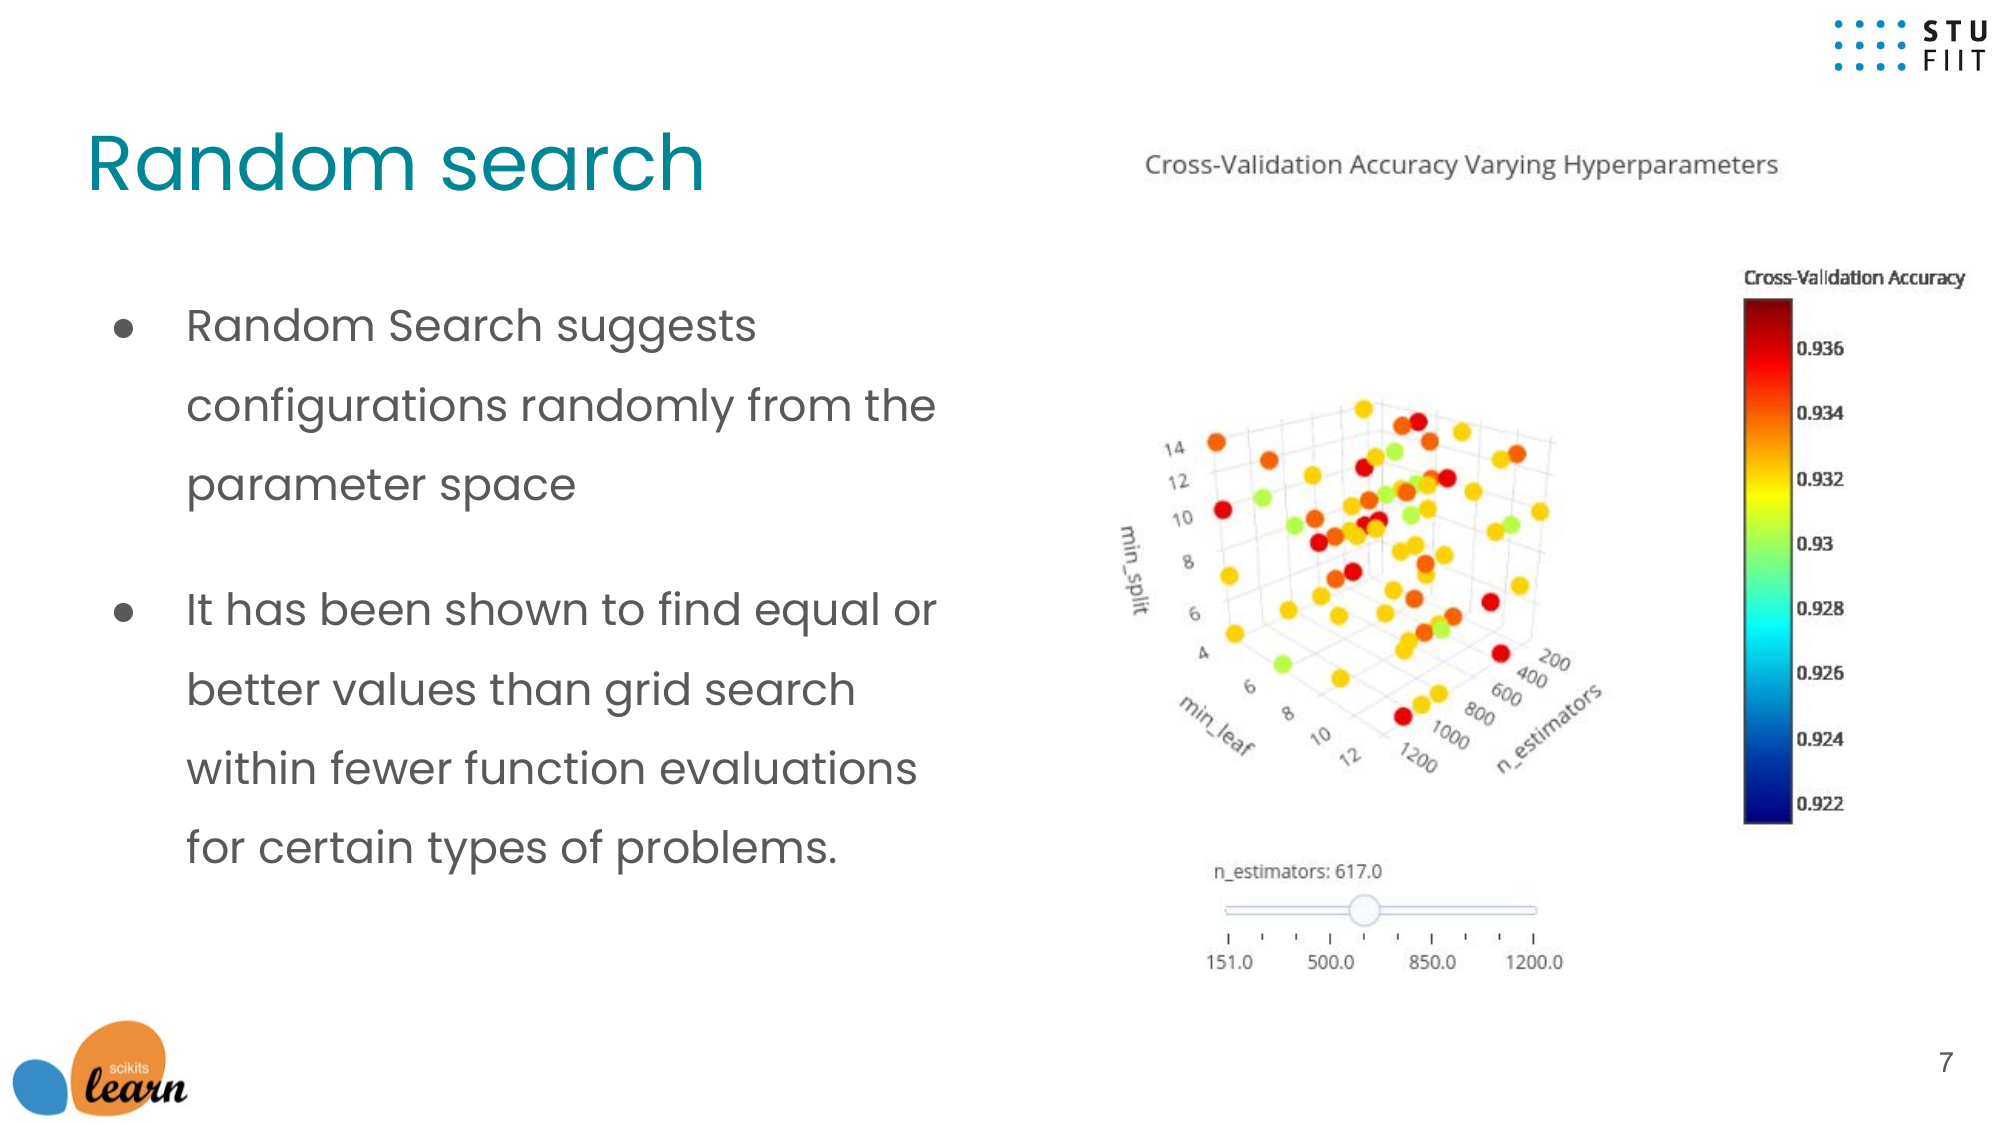 STU
FIIT
Random search
● Random Search suggests
configurations randomly from the
parameter space
● It has been shown to find equal or
better values than grid search
within fewer function evaluations
for certain types of problems.
Cross-Validation Accuracy Varying Hyperparameters
Cross-Validation Accuracy
0.936
0.934
0.932
0.93
0.928
0.926
0.924
0.922
14
12
10
8
6
4
min_split
6
8
10
12
min_leaf
200
400
600
800
1000
1200
n_estimators
n_estimators: 617.0
151.0 500.0 850.0 1200.0
scikits
learn
7